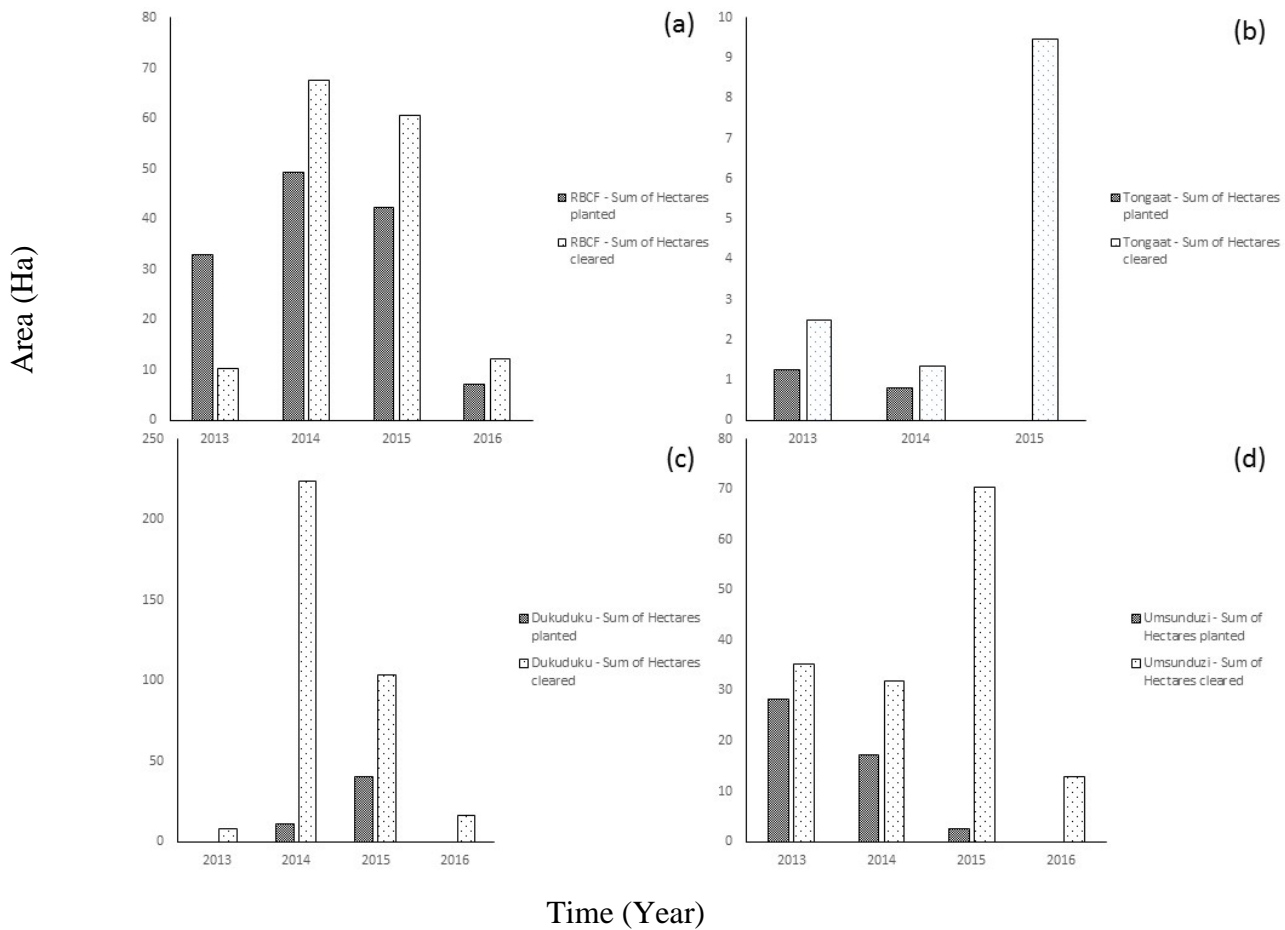 80
70
60
50
40
30
20
10
0
2013
2014
2015
2016
(a)
RBCF - Sum of Hectares
planted
RBCF - Sum of Hectares
cleared
10
9
8
7
6
5
4
3
2
1
0
2013
2014
2015
(b)
Tongaat - Sum of Hectares
planted
Tongaat - Sum of Hectares
cleared
Area (Ha)
250
200
150
100
50
0
2013
2014
2015
2016
(c)
Dukuduku - Sum of Hectares
planted
Dukuduku - Sum of Hectares
cleared
80
70
60
50
40
30
20
10
0
2013
2014
2015
2016
(d)
Umsunduzi - Sum of
Hectares planted
Umsunduzi - Sum of
Hectares cleared
Time (Year)